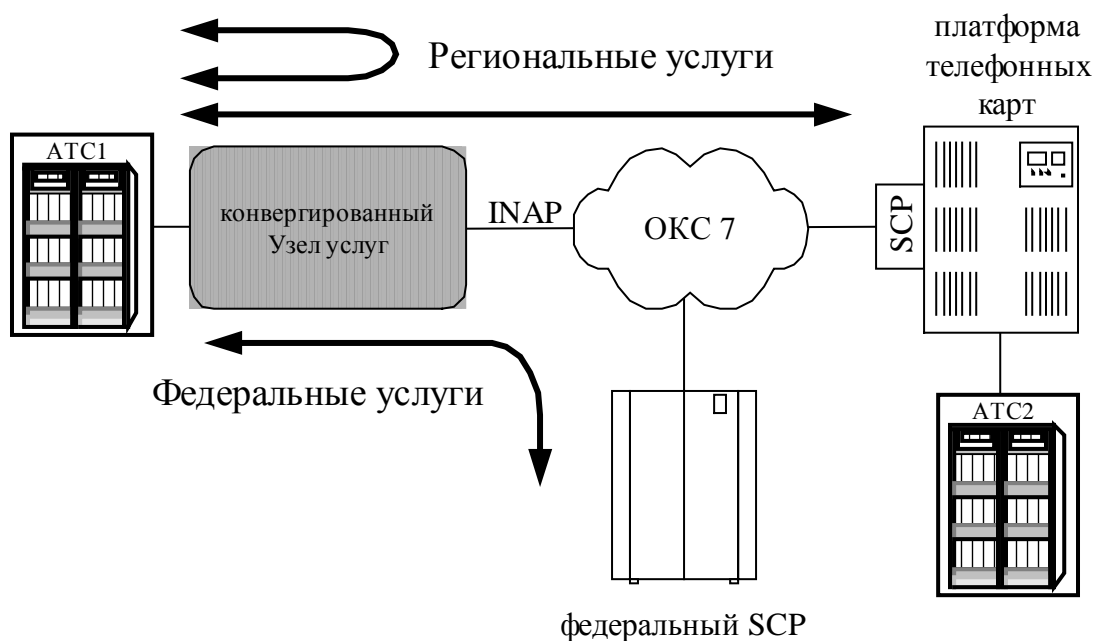 Региональные услуги
платформа
телефонных
карт
АТС1
конвергированный
Узел услуг
INAP
ОКС 7
SCP
Федеральные услуги
АТС2
федеральный SCP